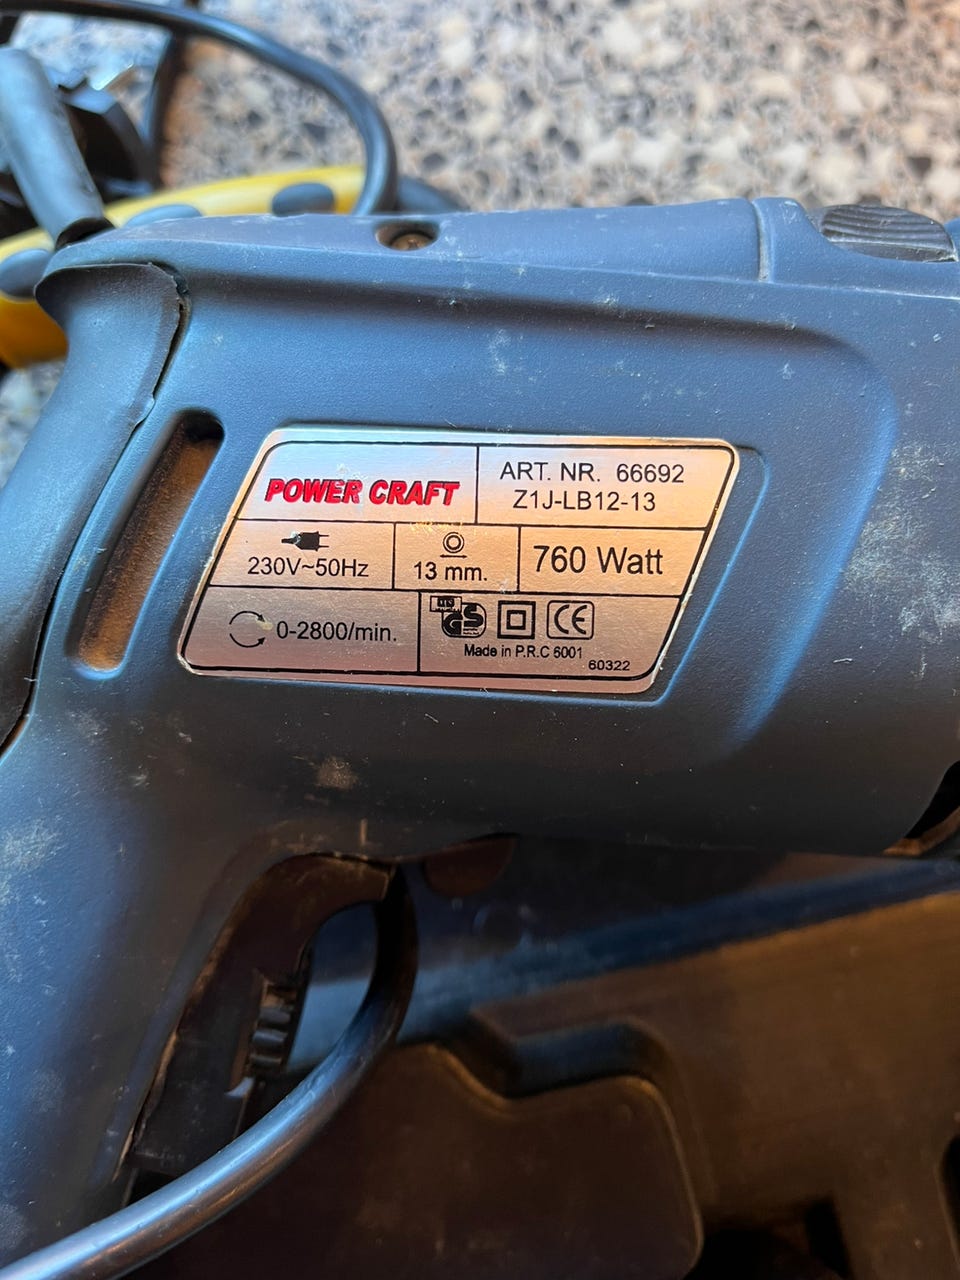 POWER CRAFT
ART. NR. 66692
Z1J-LB12-13
230V~50Hz
13 mm.
760 Watt
0-2800/min.
GS
CE
Made in P.R.C 6001
60322